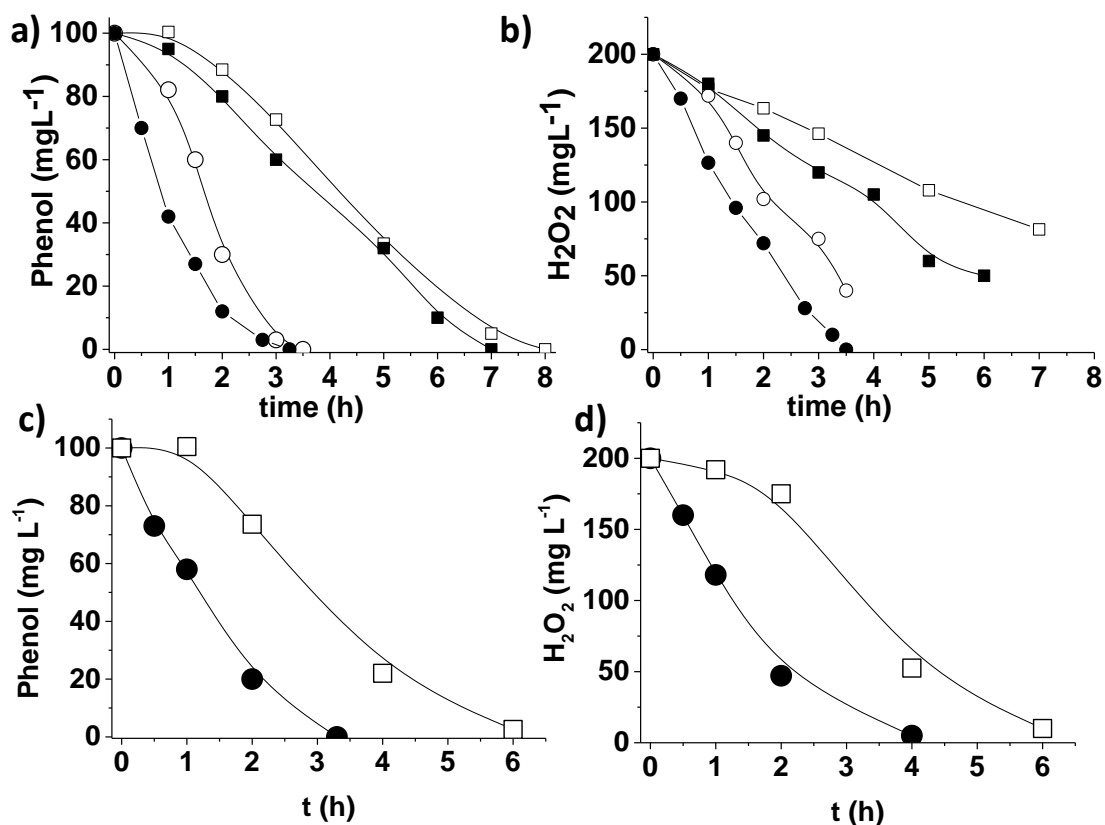 a)
Phenol (mgL⁻¹)
100
80
60
40
20
0
0 1 2 3 4 5 6 7 8
time (h)
b)
H2O2 (mgL⁻¹)
200
150
100
50
0
0 1 2 3 4 5 6 7 8
time (h)
c)
Phenol (mg L⁻¹)
100
80
60
40
20
0
0 1 2 3 4 5 6
t (h)
d)
H₂O₂ (mg L⁻¹)
200
150
100
50
0
0 1 2 3 4 5 6
t (h)